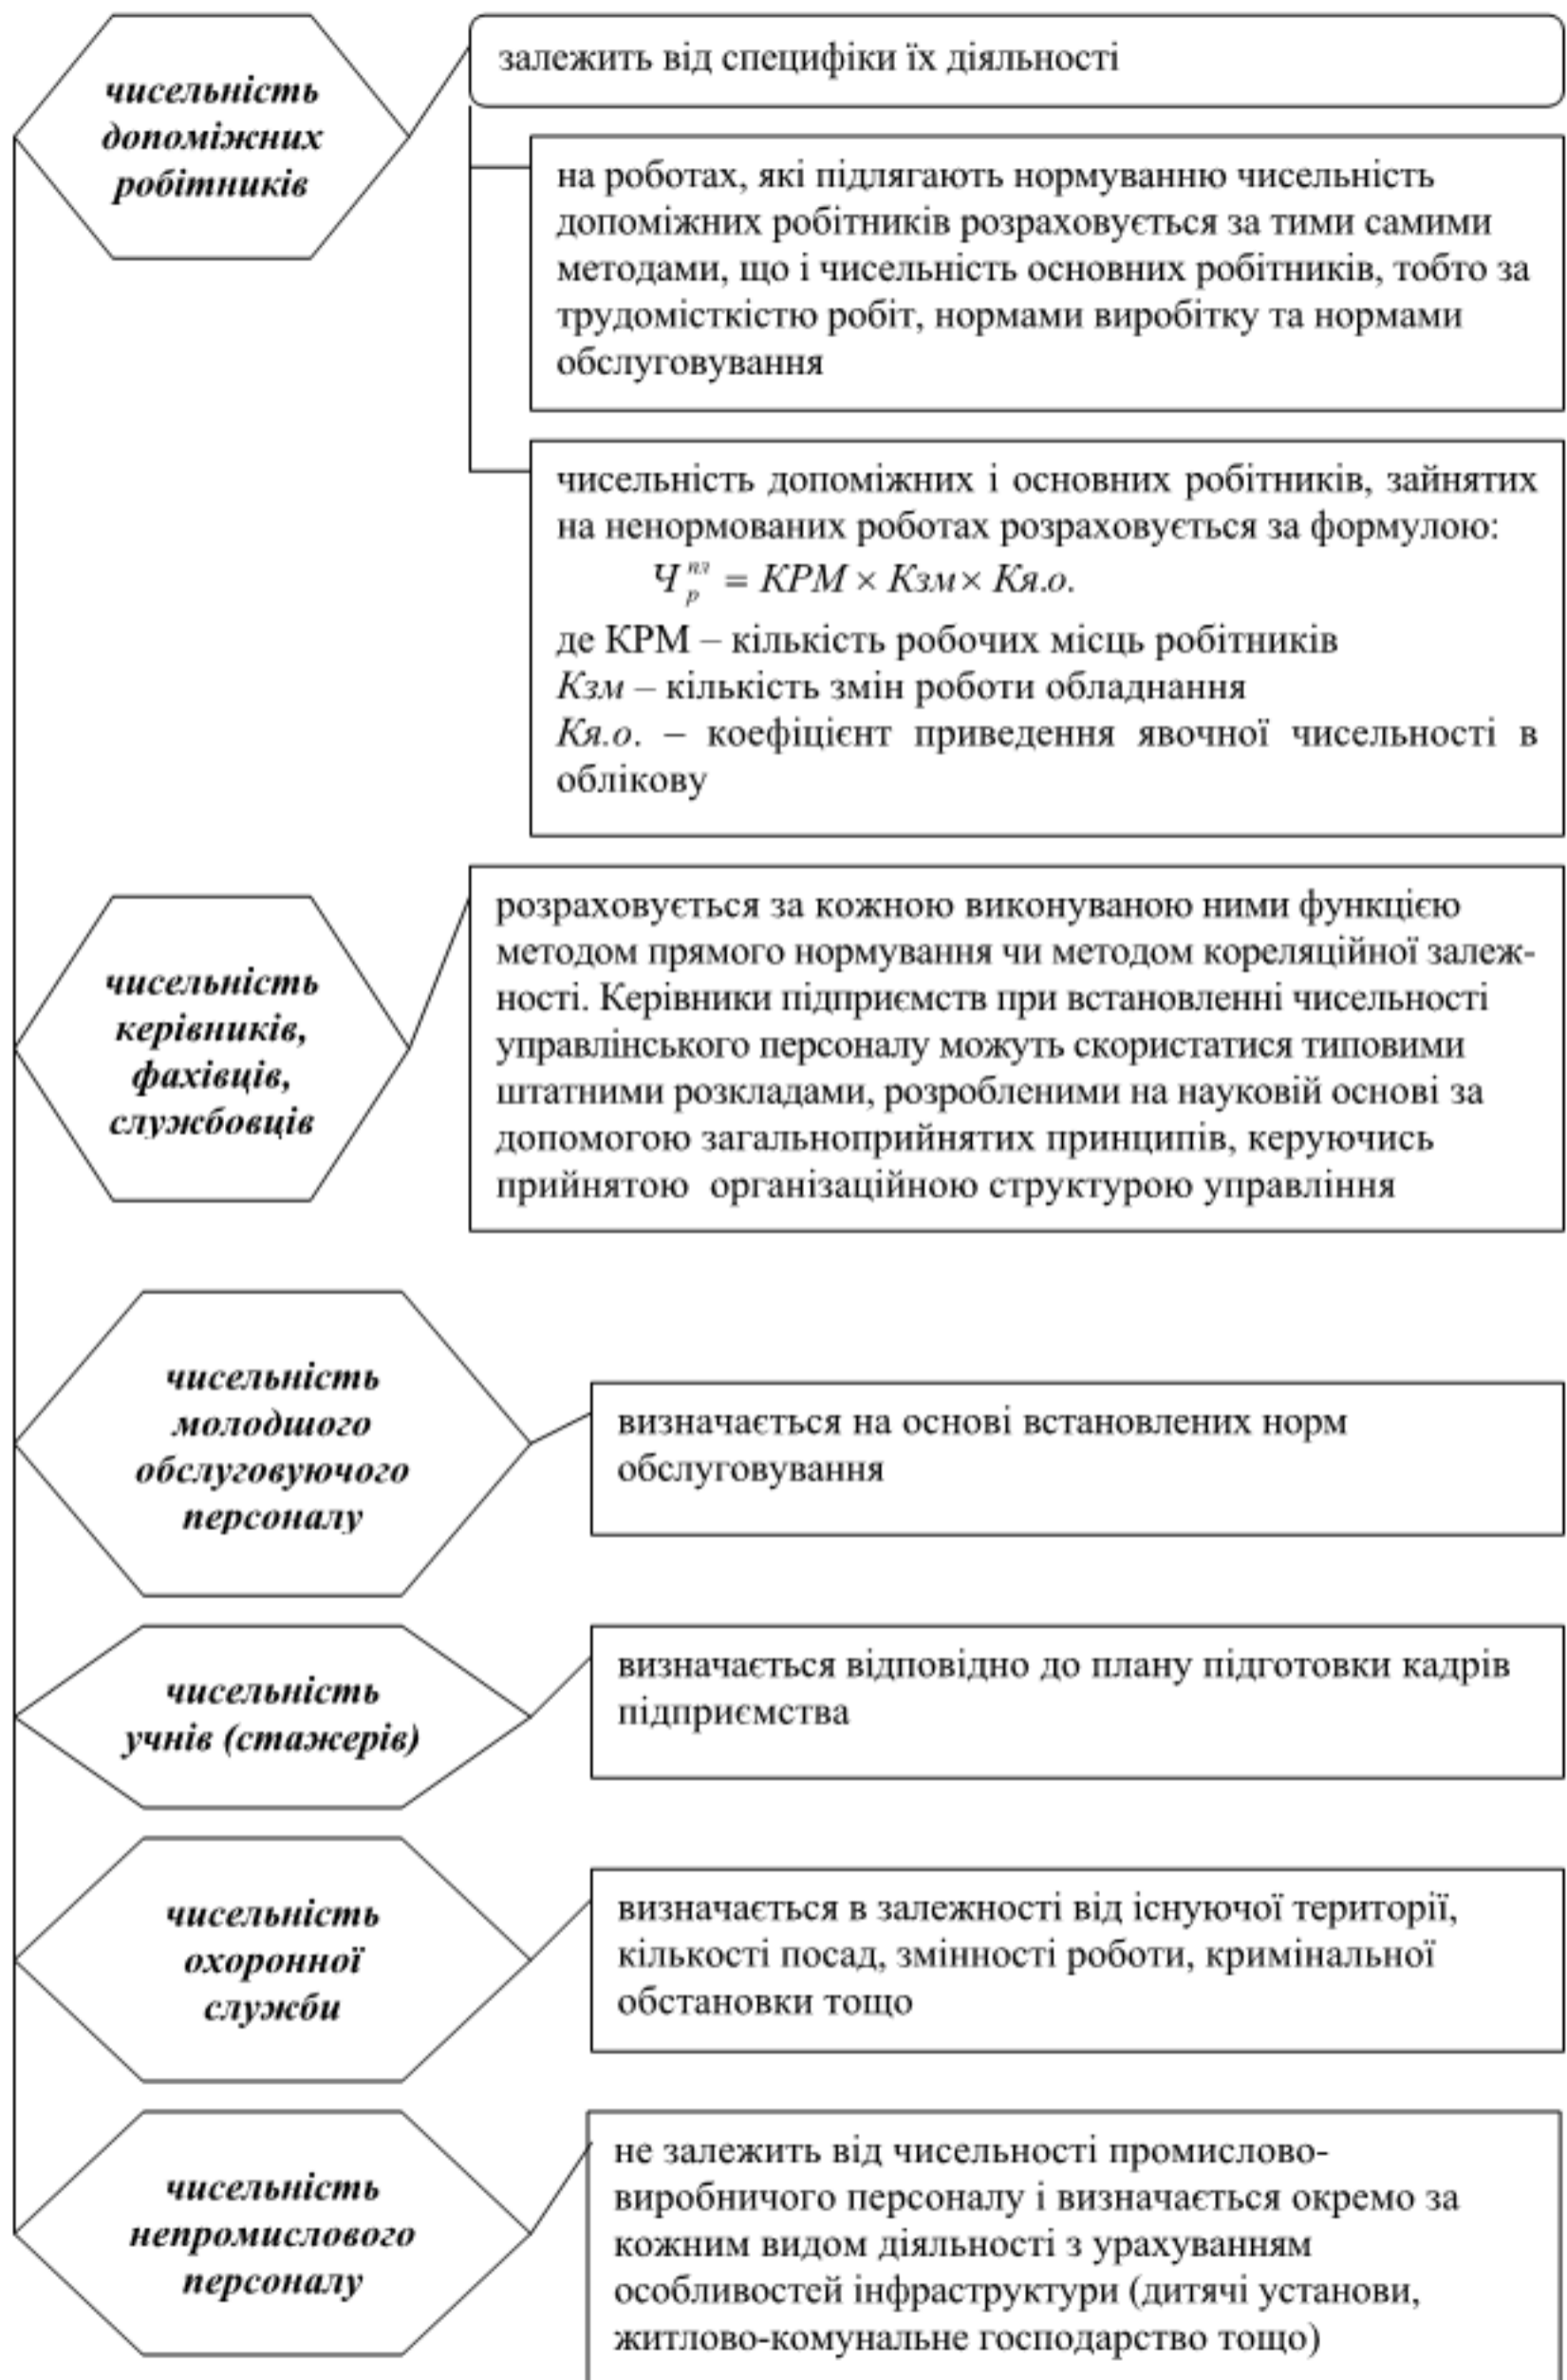 чисельність
допоміжних
робітників
залежить від специфіки їх діяльності
на роботах, які підлягають нормуванню чисельність
допоміжних робітників розраховується за тими самими
методами, що і чисельність основних робітників, тобто за
трудомісткістю робіт, нормами виробітку та нормами
обслуговування
чисельність допоміжних і основних робітників, зайнятих
на ненормованих роботах розраховується за формулою:
Ч р пл = КРМ × Кзм × Кя.о.
де КРМ – кількість робочих місць робітників
Кзм – кількість змін роботи обладнання
Кя.о. – коефіцієнт приведення явочної чисельності в
облікову
чисельність
керівників,
фахівців,
службовців
розраховується за кожною виконуваною ними функцією
методом прямого нормування чи методом кореляційної залеж-
ності. Керівники підприємств при встановленні чисельності
управлінського персоналу можуть скористатися типовими
штатними розкладами, розробленими на науковій основі за
допомогою загальноприйнятих принципів, керуючись
прийнятою організаційною структурою управління
чисельність
молодшого
обслуговуючого
персоналу
визначається на основі встановлених норм
обслуговування
чисельність
учнів (стажерів)
визначається відповідно до плану підготовки кадрів
підприємства
чисельність
охоронної
служби
визначається в залежності від існуючої території,
кількості посад, змінності роботи, кримінальної
обстановки тощо
чисельність
непромислового
персоналу
не залежить від чисельності промислово-
виробничого персоналу і визначається окремо за
кожним видом діяльності з урахуванням
особливостей інфраструктури (дитячі установи,
житлово-комунальне господарство тощо)